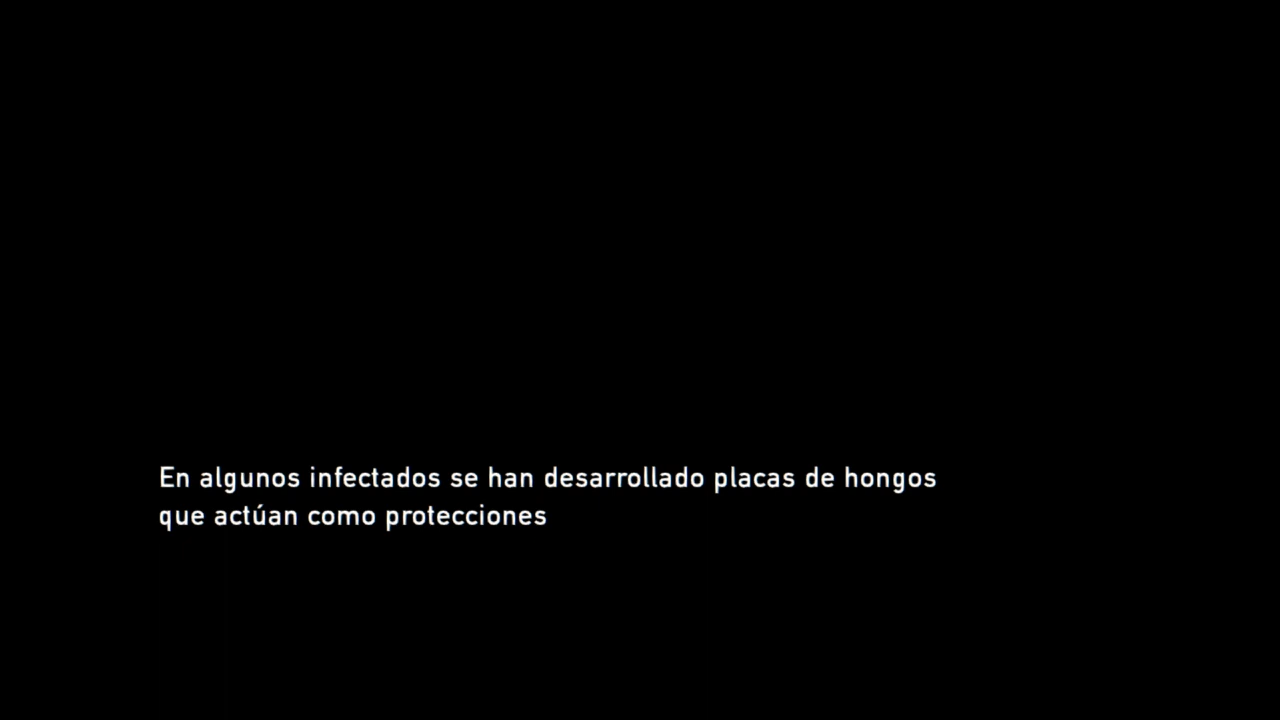 En algunos infectados se han desarrollado placas de hongos
que actúan como protecciones